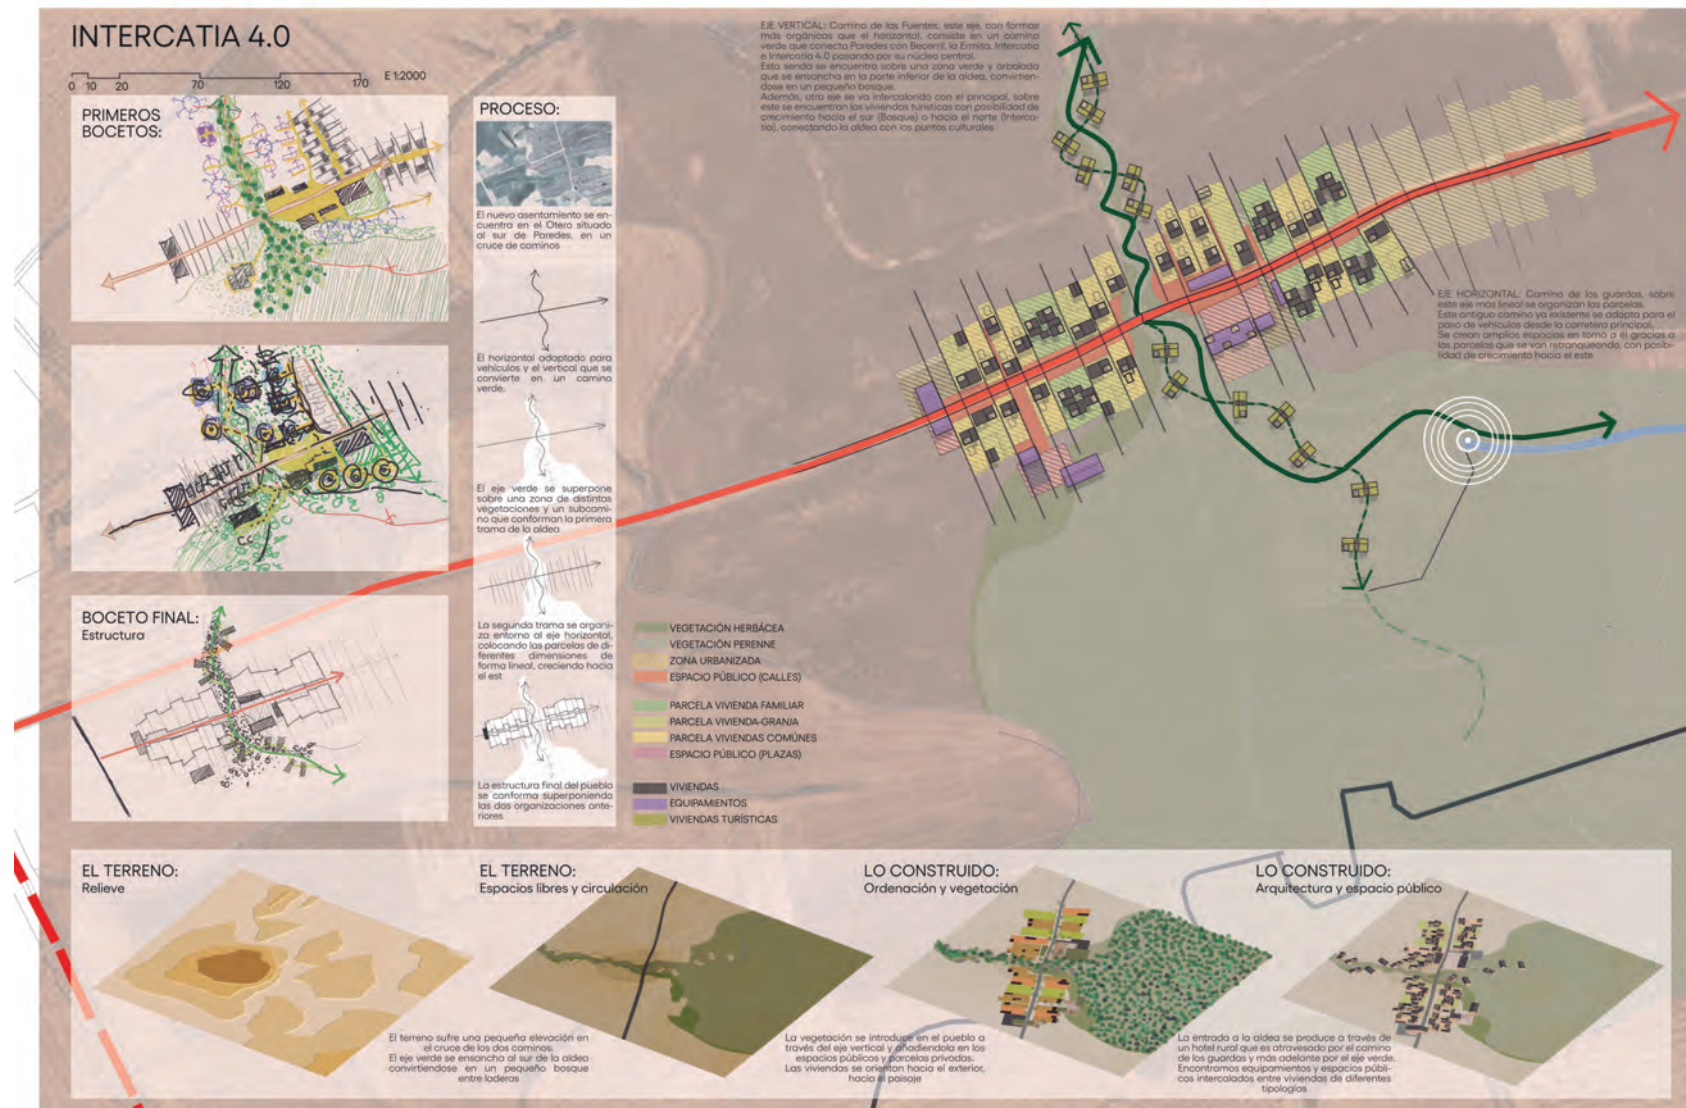 INTERCATIA 4.0
E 1:2000
0 10 20 70 120 170
PRIMEROS
BOCETOS:
BOCETO FINAL:
Estructura
PROCESO:
El nuevo asentamiento se en-
cuentra en el Otero situado
al sur de Paredes, en un
cruce de caminos
El horizontal adaptado para
vehículos y el vertical que se
convierte en un camino
verde.
El eje verde se superpone
sobre una zona de distintas
vegetaciones y un subcami-
no que conforman la primera
trama de la aldea
La segunda trama se organi-
za entorno al eje horizontal,
colocando las parcelas de di-
ferentes dimensiones de
forma lineal, creciendo hacia
el est
La estructura final del pueblo
se conforma superponiendo
las dos organizaciones ante-
riores
EJE VERTICAL: Camino de las Fuentes, este eje, con formas
más orgánicas que el horizontal, consiste en un camino
verde que conecta Paredes con Becerril, la Ermita, Intercatia
e Intercatia 4.0 pasando por su núcleo central.
Esta senda se encuentra sobre una zona verde y arbolada
que se ensancha en la parte inferior de la aldea, convirtien-
dose en un pequeño bosque.
Además, otro eje se va intercalando con el principal, sobre
este se encuentran las viviendas turísticas con posibilidad de
crecimiento hacia el sur (Bosque) o hacia el norte (Interca-
tia), conectando la aldea con los puntos culturales
EJE HORIZONTAL: Camino de los guardas, sobre
este eje más lineal se organizan las parcelas.
Este antiguo camino ya existente se adapta para el
paso de vehículos desde la carretera principal.
Se crean amplios espacios en torno a él gracias a
las parcelas que se van retranqueando, con posibi-
lidad de crecimiento hacia el este
VEGETACIÓN HERBÁCEA
VEGETACIÓN PERENNE
ZONA URBANIZADA
ESPACIO PÚBLICO (CALLES)
PARCELA VIVIENDA FAMILIAR
PARCELA VIVIENDA-GRANJA
PARCELA VIVIENDAS COMÚNES
ESPACIO PÚBLICO (PLAZAS)
VIVIENDAS
EQUIPAMIENTOS
VIVIENDAS TURÍSTICAS
EL TERRENO:
Relieve
El terreno sufre una pequeña elevación en
el cruce de los dos caminos.
El eje verde se ensancha al sur de la aldea
convirtiendose en un pequeño bosque
entre laderas
EL TERRENO:
Espacios libres y circulación
La vegetación se introduce en el pueblo a
través del eje vertical y añadiendola en los
espacios públicos y parcelas privadas.
Las viviendas se orientan hacia el exterior,
hacia el paisaje
LO CONSTRUIDO:
Ordenación y vegetación
LO CONSTRUIDO:
Arquitectura y espacio público
La entrada a la aldea se produce a través de
un hotel rural que es atravesado por el camino
de los guardas y más adelante por el eje verde.
Encontramos equipamientos y espacios públi-
cos intercalados entre viviendas de diferentes
tipologías